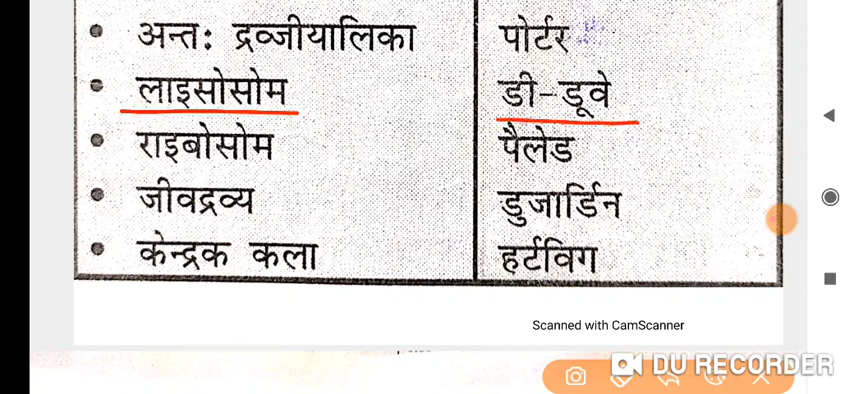 • अन्त: द्रव्जीयालिका पोर्टर
• लाइसोसोम डी-डूवे
• राइबोसोम पैलेड
• जीवद्रव्य डुजार्डिन
• केन्द्रक कला हर्टविग
Scanned with CamScanner
DU RECORDER